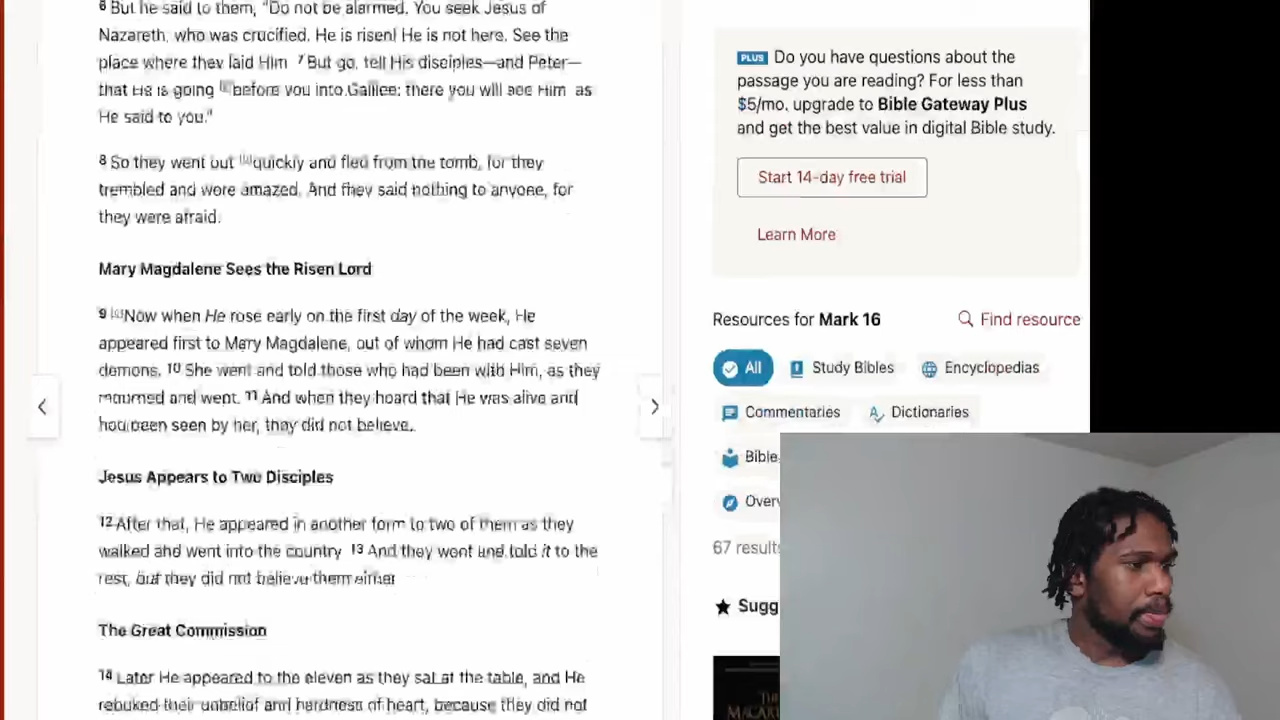 6 But he said to them, "Do not be alarmed. You seek Jesus of
Nazareth, who was crucified. He is risen! He is not here. See the
place where they laid Him. 7 But go, tell His disciples—and Peter—
that He is going before you into Galilee; there you will see Him, as
He said to you."
8 So they went out quickly and fled from the tomb, for they
trembled and were amazed. And they said nothing to anyone, for
they were afraid.
Mary Magdalene Sees the Risen Lord
9 Now when He rose early on the first day of the week, He
appeared first to Mary Magdalene, out of whom He had cast seven
demons. 10 She went and told those who had been with Him, as they
mourned and wept. 11 And when they heard that He was alive and
had been seen by her, they did not believe.
Jesus Appears to Two Disciples
12 After that, He appeared in another form to two of them as they
walked and went into the country. 13 And they went and told it to the
rest, but they did not believe them either.
The Great Commission
14 Later He appeared to the eleven as they sat at the table; and He
rebuked their unbelief and hardness of heart, because they did not
PLUS Do you have questions about the
passage you are reading? For less than
$5/mo, upgrade to Bible Gateway Plus
and get the best value in digital Bible study.
Start 14-day free trial
Learn More
Resources for Mark 16 Find resource
All Study Bibles Encyclopedias
Commentaries Dictionaries
Bible
Over
67 results
Sugg